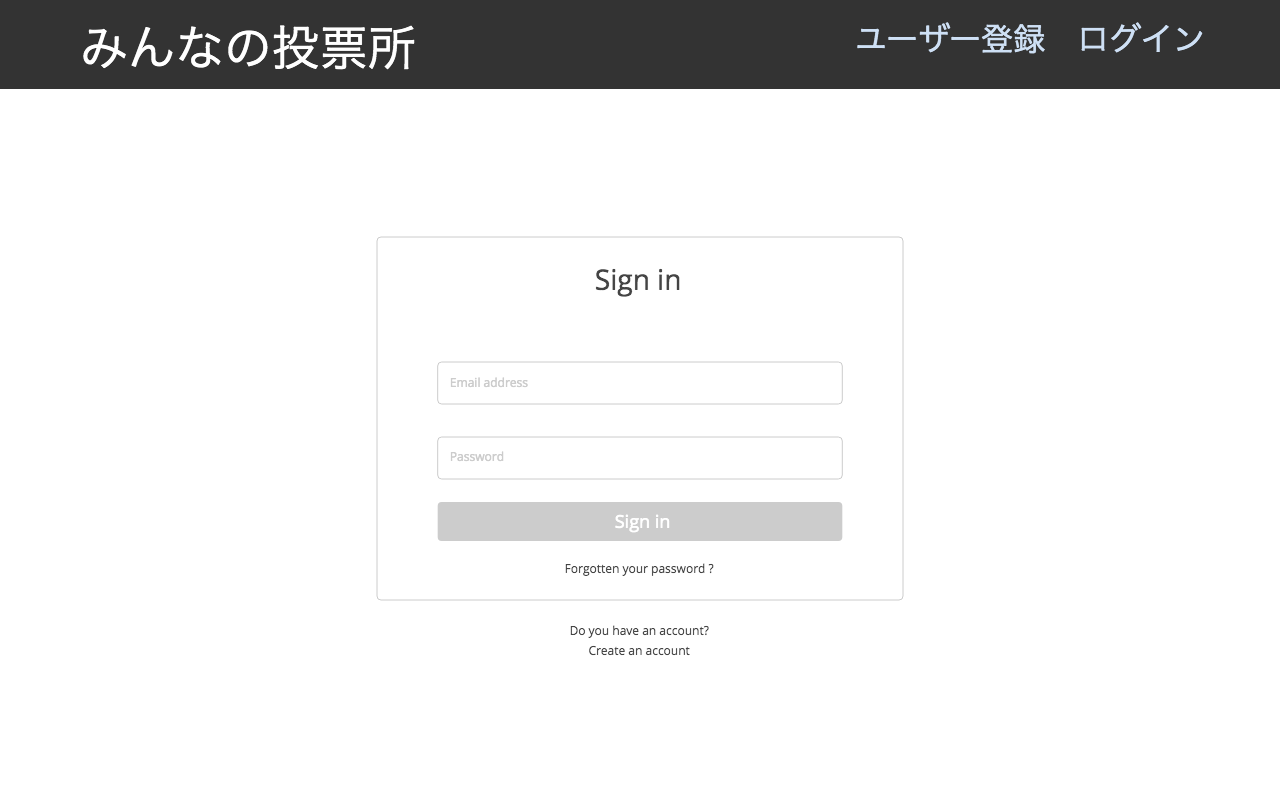 みんなの投票所
ユーザー登録 ログイン
Sign in
Email address
Password
Sign in
Forgotten your password ?
Do you have an account?
Create an account